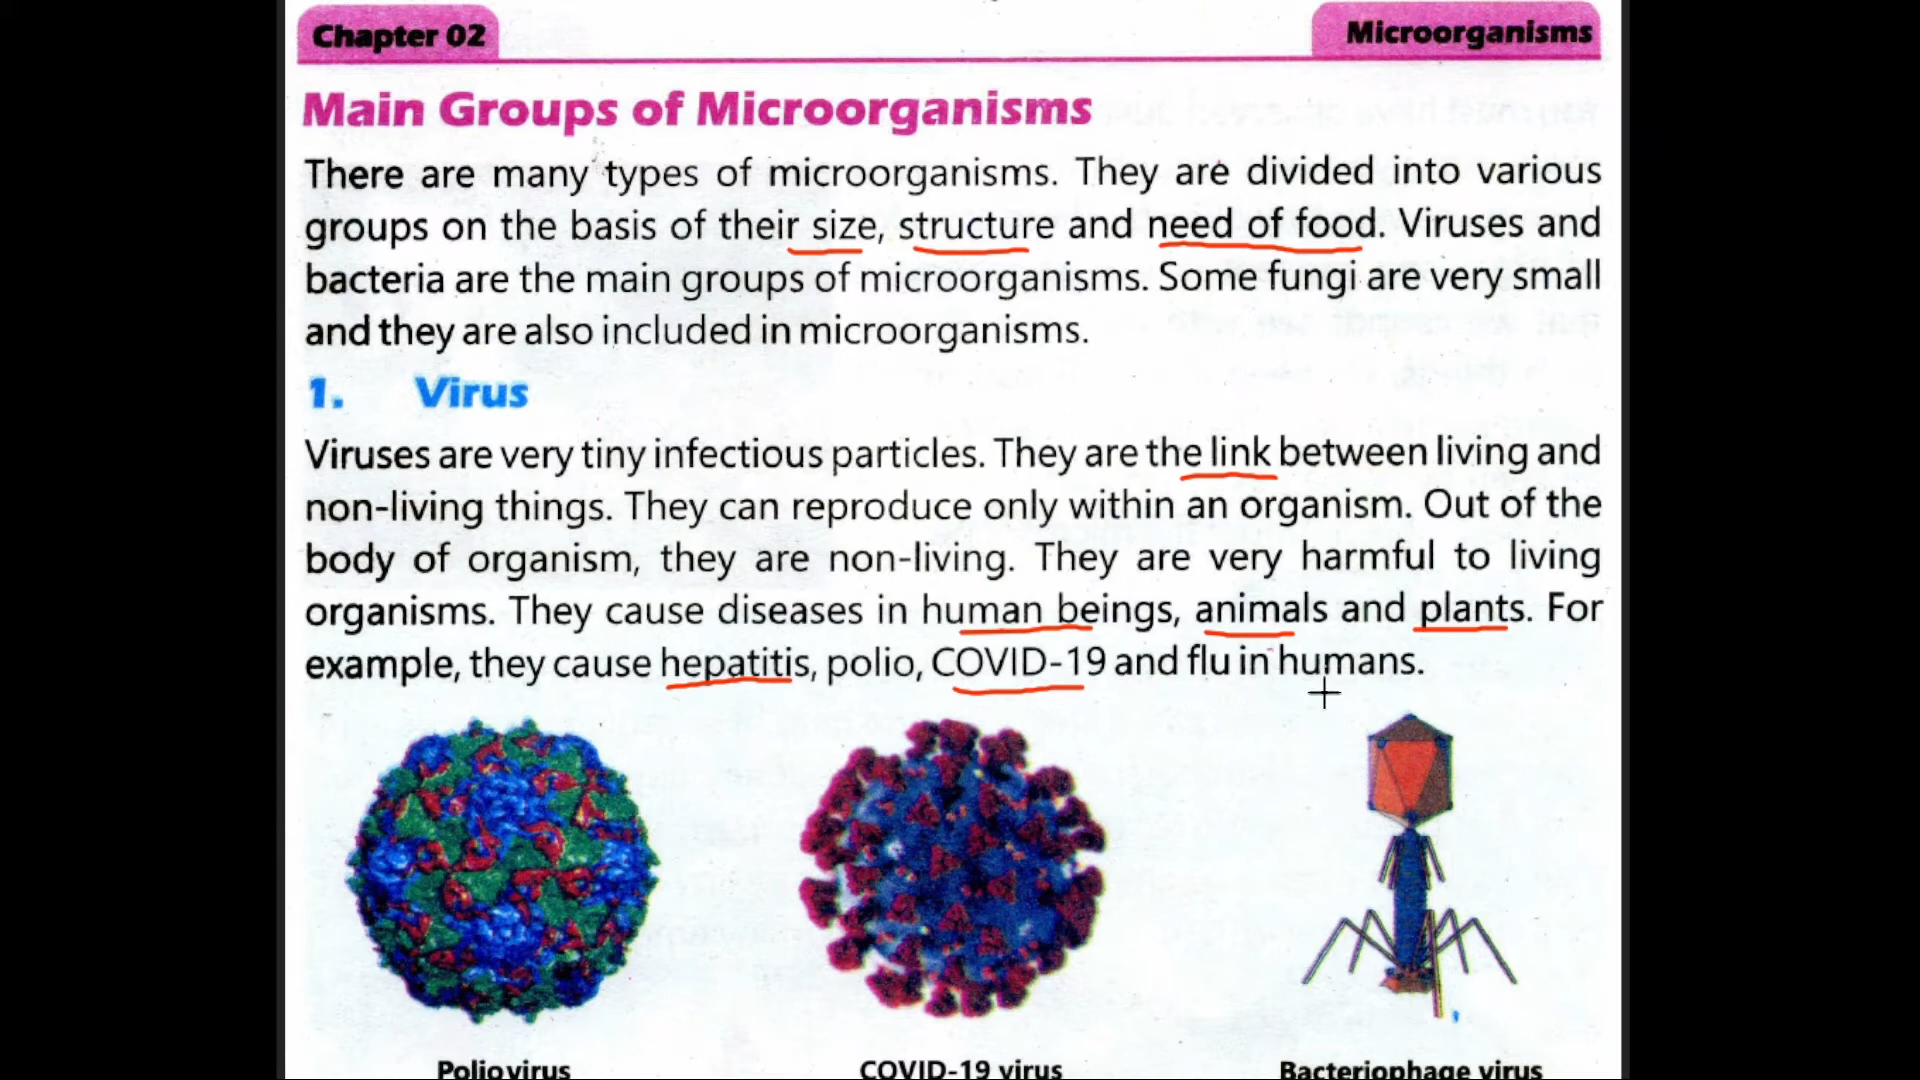 Chapter 02
Microorganisms
Main Groups of Microorganisms
There are many types of microorganisms. They are divided into various
groups on the basis of their size, structure and need of food. Viruses and
bacteria are the main groups of microorganisms. Some fungi are very small
and they are also included in microorganisms.
1. Virus
Viruses are very tiny infectious particles. They are the link between living and
non-living things. They can reproduce only within an organism. Out of the
body of organism, they are non-living. They are very harmful to living
organisms. They cause diseases in human beings, animals and plants. For
example, they cause hepatitis, polio, COVID-19 and flu in humans.
Polio virus
COVID-19 virus
Bacteriophage virus